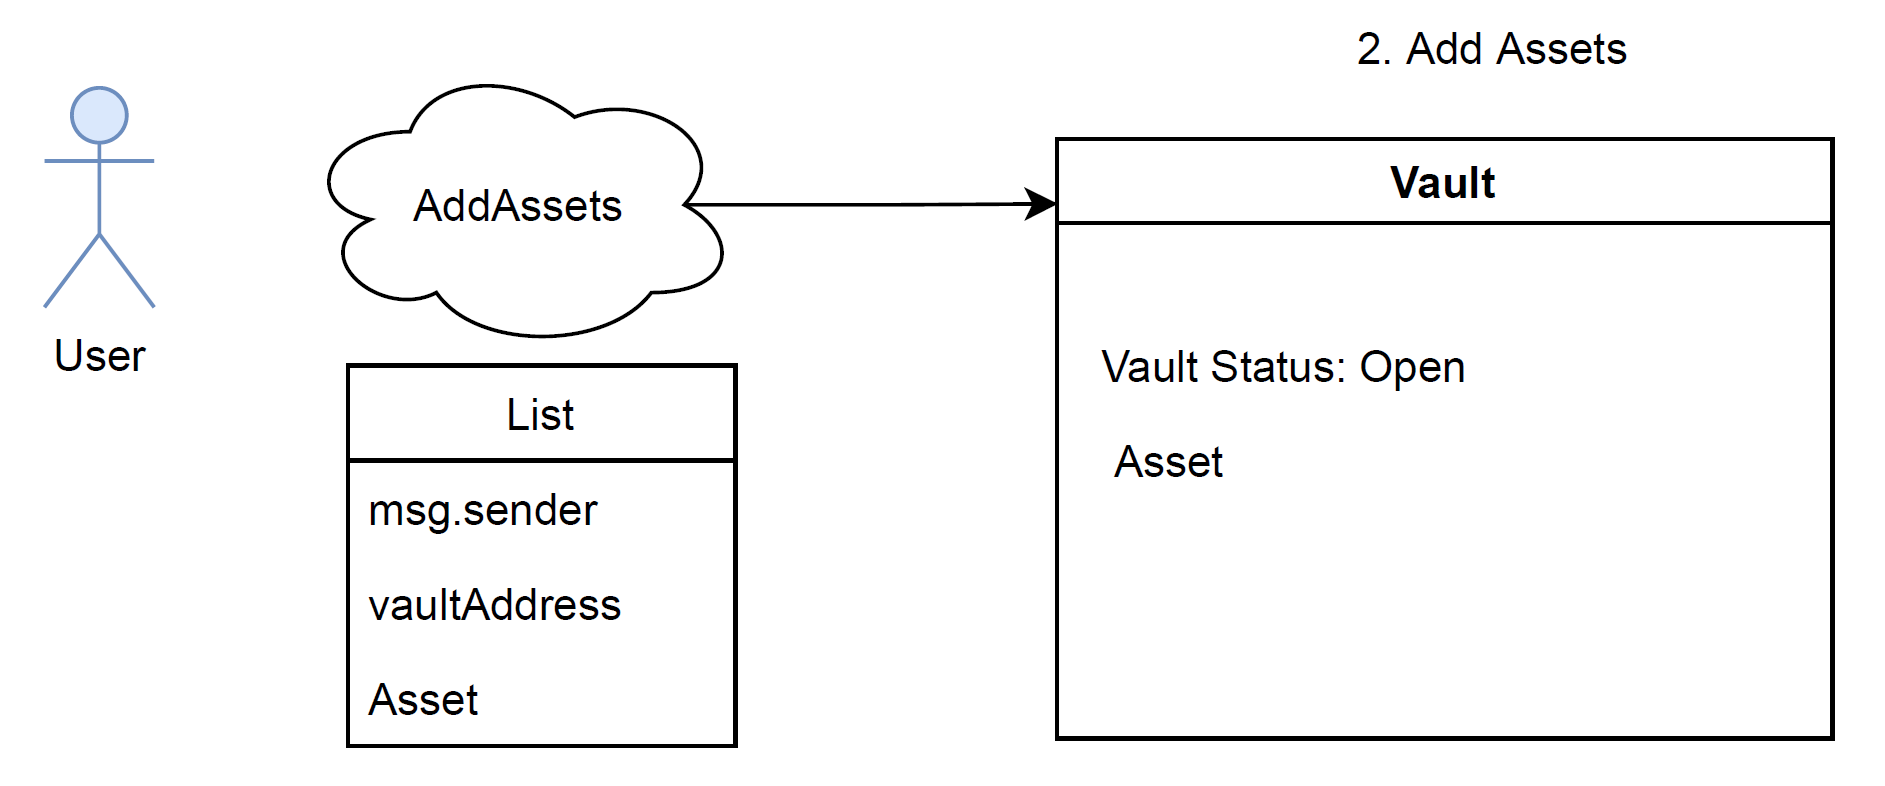 2. Add Assets
User
AddAssets
List
msg.sender
vaultAddress
Asset
Vault
Vault Status: Open
Asset